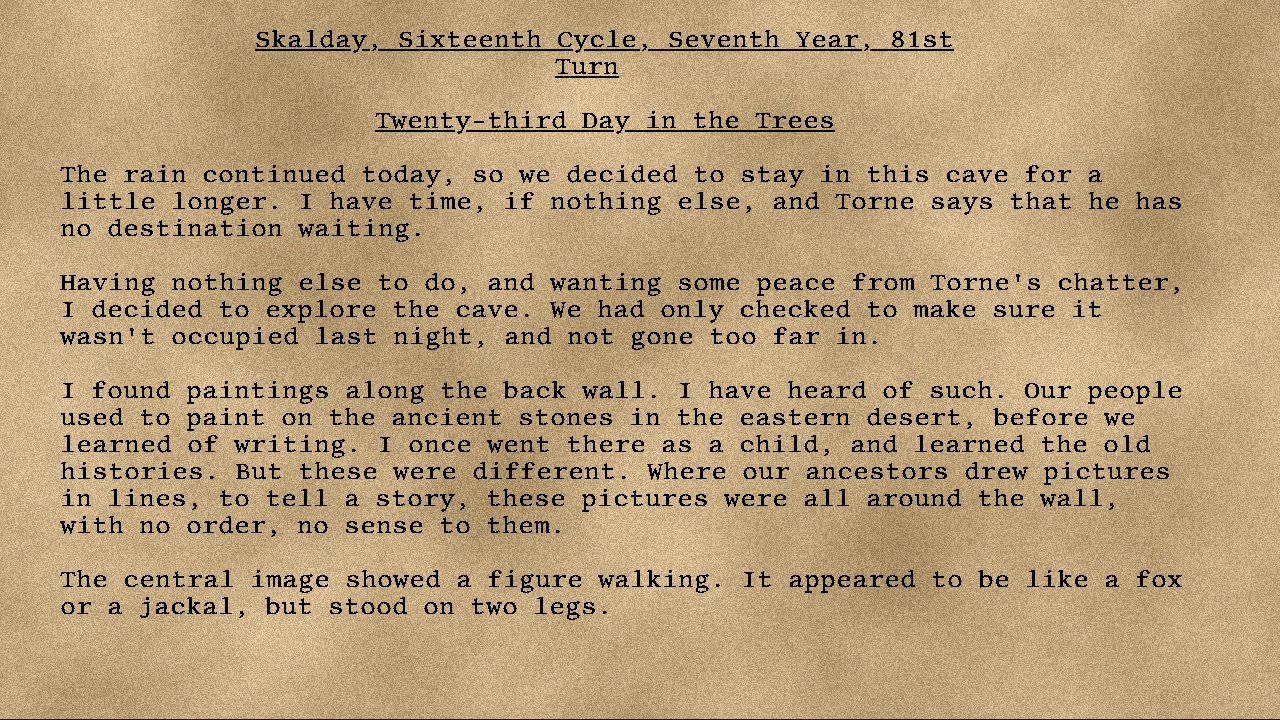 Skalday, Sixteenth Cycle, Seventh Year, 81st
Turn
Twenty-third Day in the Trees
The rain continued today, so we decided to stay in this cave for a
little longer. I have time, if nothing else, and Torne says that he has
no destination waiting.
Having nothing else to do, and wanting some peace from Torne's chatter,
I decided to explore the cave. We had only checked to make sure it
wasn't occupied last night, and not gone too far in.
I found paintings along the back wall. I have heard of such. Our people
used to paint on the ancient stones in the eastern desert, before we
learned of writing. I once went there as a child, and learned the old
histories. But these were different. Where our ancestors drew pictures
in lines, to tell a story, these pictures were all around the wall,
with no order, no sense to them.
The central image showed a figure walking. It appeared to be like a fox
or a jackal, but stood on two legs.